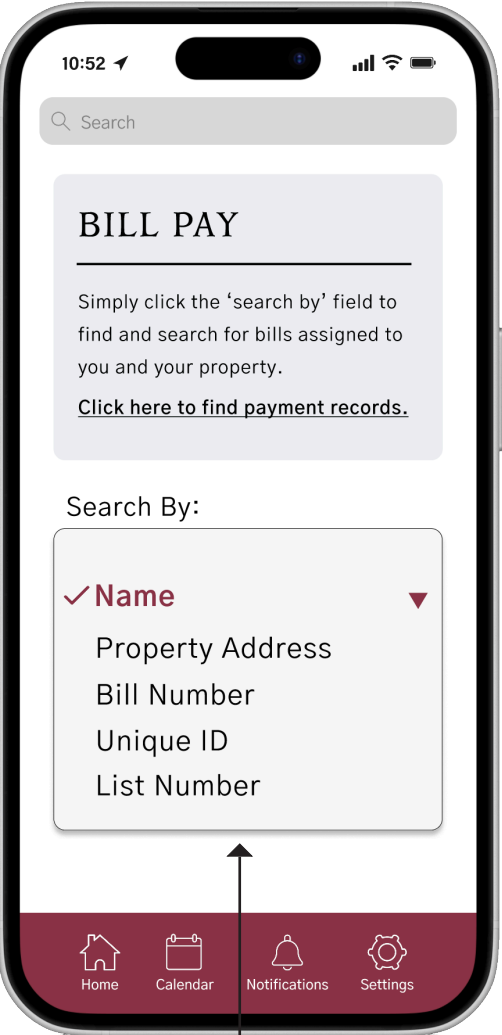 10:52
Search
BILL PAY
Simply click the ‘search by’ field to
find and search for bills assigned to
you and your property.
Click here to find payment records.
Search By:
Name
Property Address
Bill Number
Unique ID
List Number
Home Calendar Notifications Settings